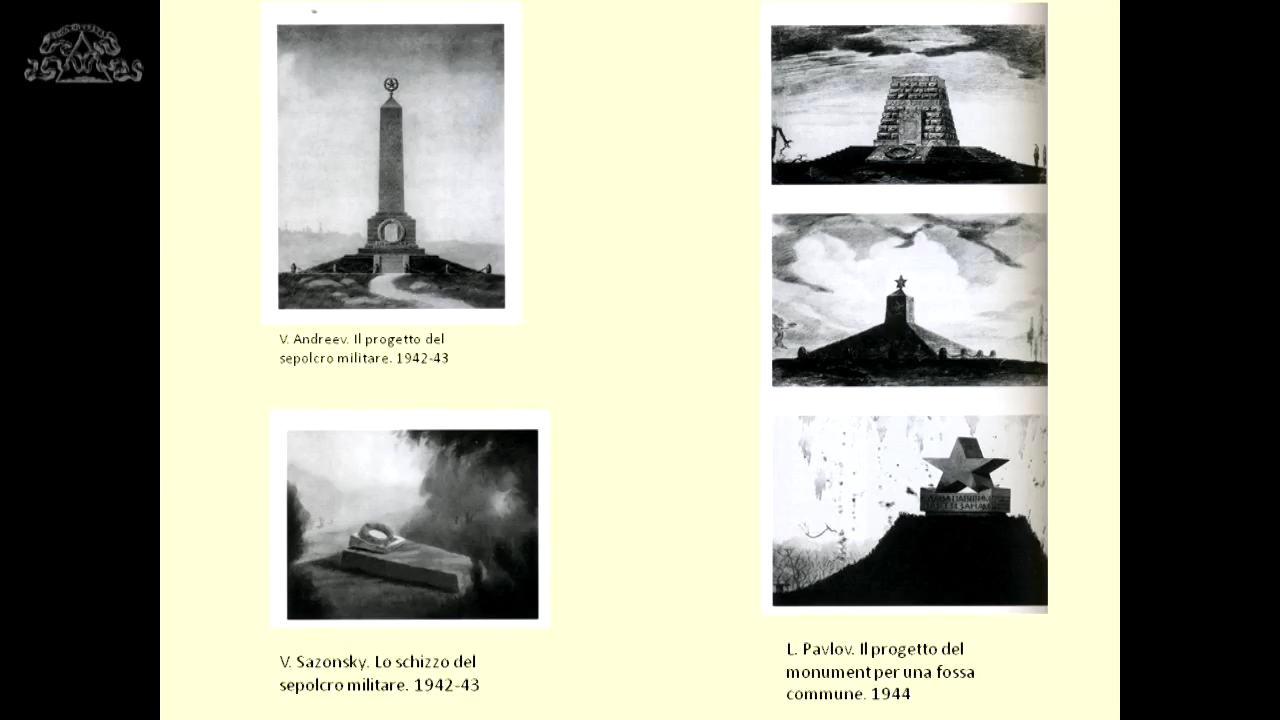 V. Andreev. Il progetto del
sepolcro militare. 1942-43
V. Sazonsky. Lo schizzo del
sepolcro militare. 1942-43
L. Pavlov. Il progetto del
monument per una fossa
commune. 1944